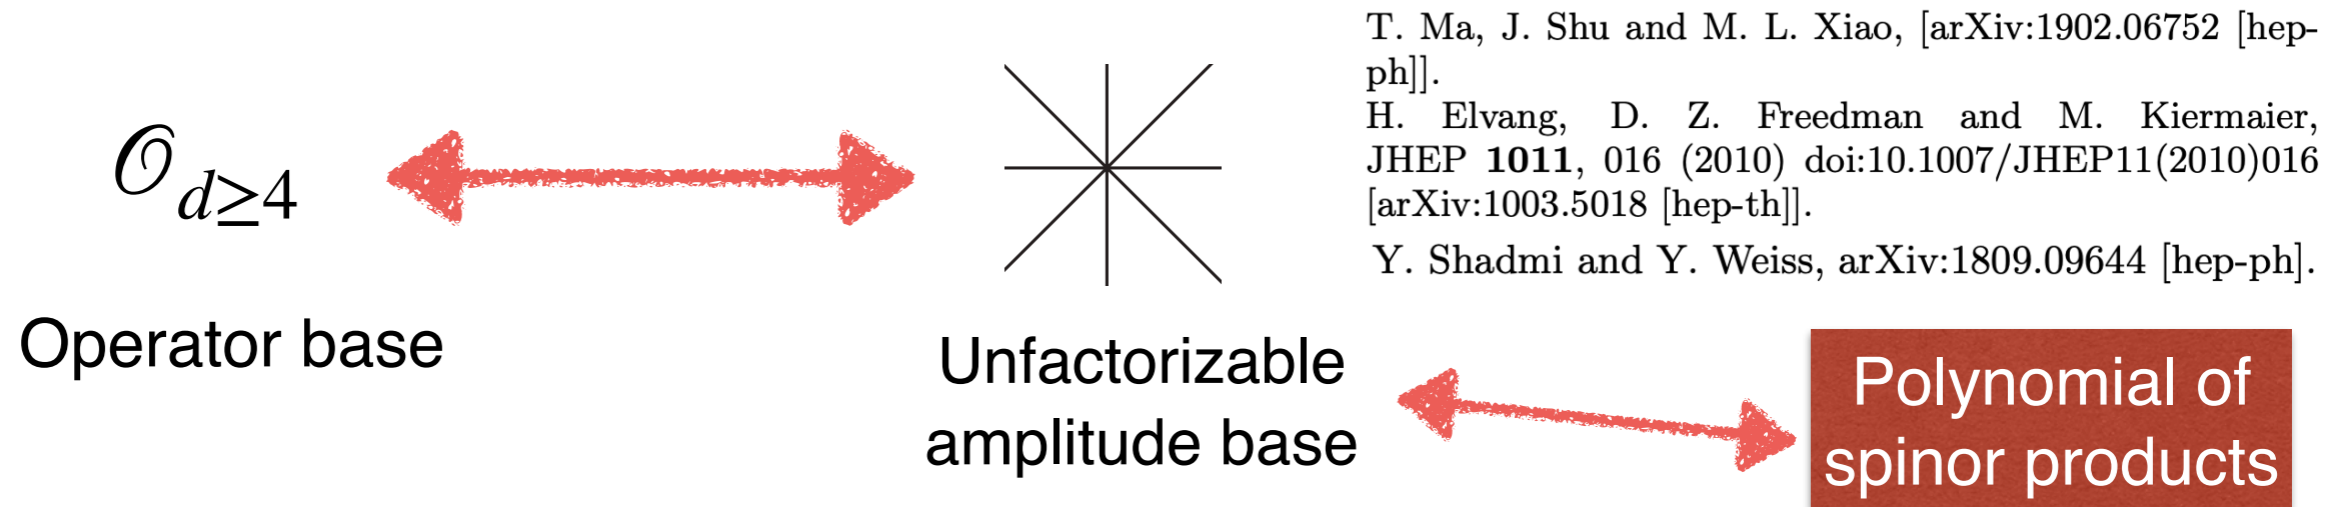 T. Ma, J. Shu and M. L. Xiao, [arXiv:1902.06752 [hep-
ph]].
H. Elvang, D. Z. Freedman and M. Kiermaier,
JHEP 1011, 016 (2010) doi:10.1007/JHEP11(2010)016
[arXiv:1003.5018 [hep-th]].
Y. Shadmi and Y. Weiss, arXiv:1809.09644 [hep-ph].
𝒪 d≥4
Operator base
Unfactorizable
amplitude base
Polynomial of
spinor products